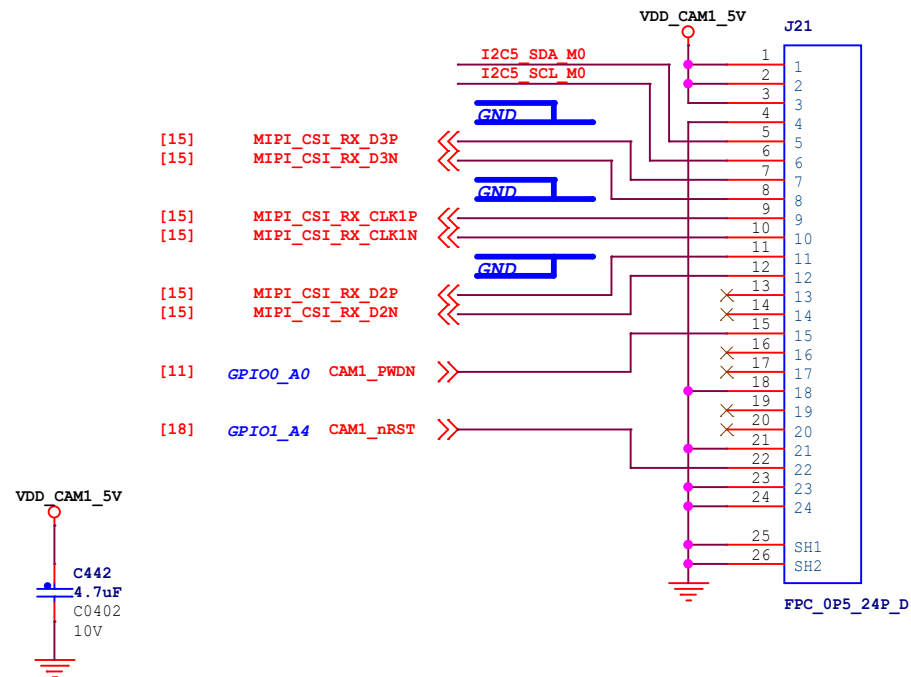 VDD_CAM1_5V
J21
I2C5_SDA_M0
I2C5_SCL_M0
GND
[15] MIPI_CSI_RX_D3P
[15] MIPI_CSI_RX_D3N
GND
[15] MIPI_CSI_RX_CLK1P
[15] MIPI_CSI_RX_CLK1N
GND
[15] MIPI_CSI_RX_D2P
[15] MIPI_CSI_RX_D2N
[11] GPIO0_A0 CAM1_PWDN
[18] GPIO1_A4 CAM1_nRST
1 1
2 2
3 3
4 4
5 5
6 6
7 7
8 8
9 9
10 10
11 11
12 12
13 13
14 14
15 15
16 16
17 17
18 18
19 19
20 20
21 21
22 22
23 23
24 24
25 SH1
26 SH2
FPC_0P5_24P_D
VDD_CAM1_5V
C442
4.7uF
C0402
10V